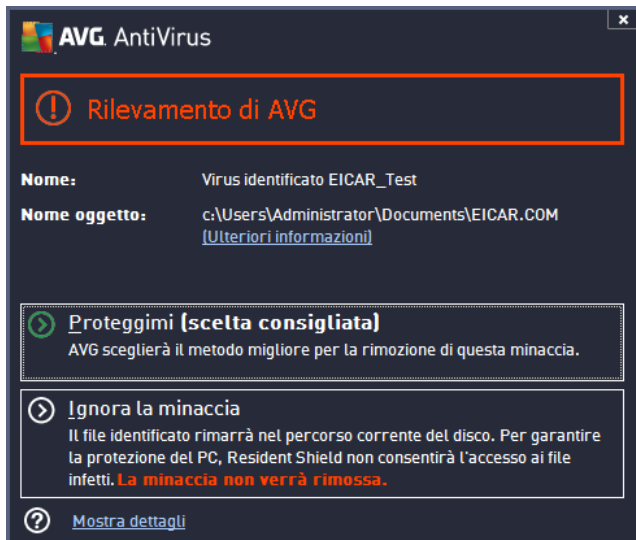 AVG. AntiVirus
x
Rilevamento di AVG
Nome: Virus identificato EICAR_Test
Nome oggetto: c:\Users\Administrator\Documents\EICAR.COM
(Ulteriori informazioni)
Proteggimi (scelta consigliata)
AVG sceglierà il metodo migliore per la rimozione di questa minaccia.
Ignora la minaccia
Il file identificato rimarrà nel percorso corrente del disco. Per garantire
la protezione del PC, Resident Shield non consentirà l'accesso ai file
infetti. La minaccia non verrà rimossa.
Mostra dettagli